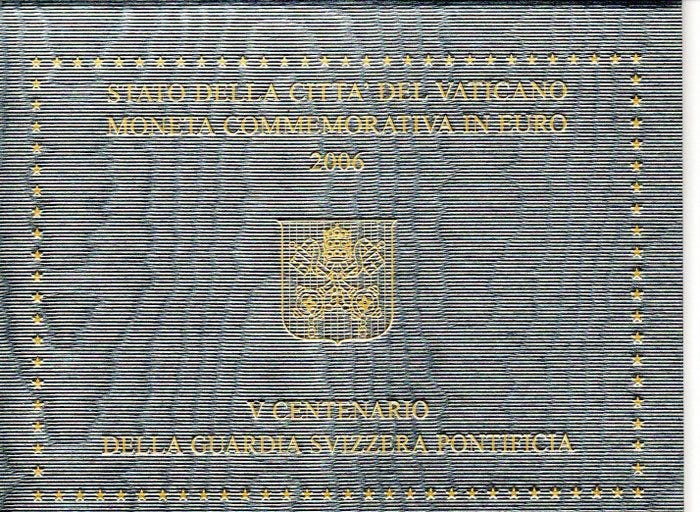 STATO DELLA CITTA' DEL VATICANO
MONETA COMMEMORATIVA IN EURO
2006
V CENTENARIO
DELLA GUARDIA SVIZZERA PONTIFICIA